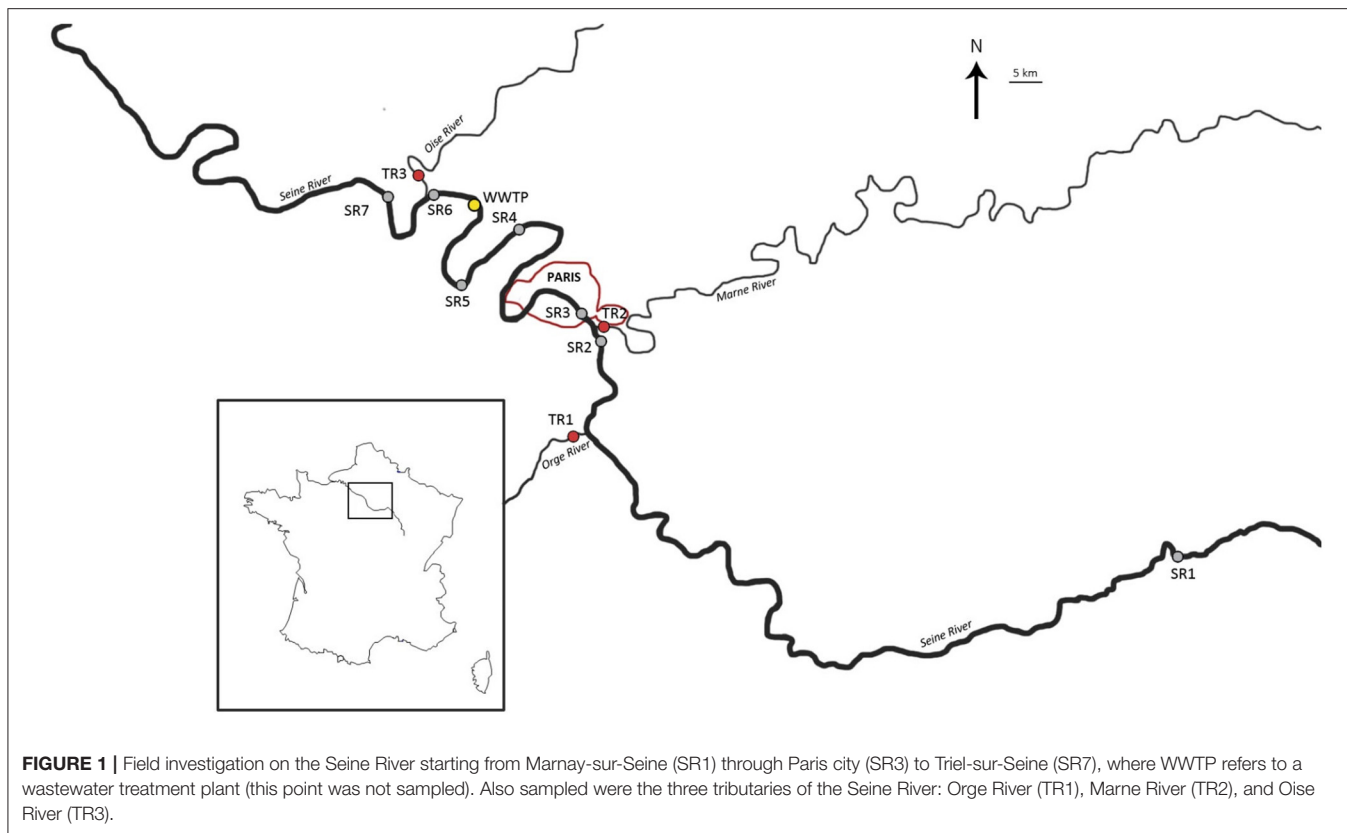 N
5 km
Oise River
TR3
WWTP
Seine River
SR7
SR6
SR4
SR5
PARIS
Marne River
SR3
TR2
SR2
TR1
Orge River
SR1
Seine River
FIGURE 1 | Field investigation on the Seine River starting from Marnay-sur-Seine (SR1) through Paris city (SR3) to Triel-sur-Seine (SR7), where WWTP refers to a
wastewater treatment plant (this point was not sampled). Also sampled were the three tributaries of the Seine River: Orge River (TR1), Marne River (TR2), and Oise
River (TR3).